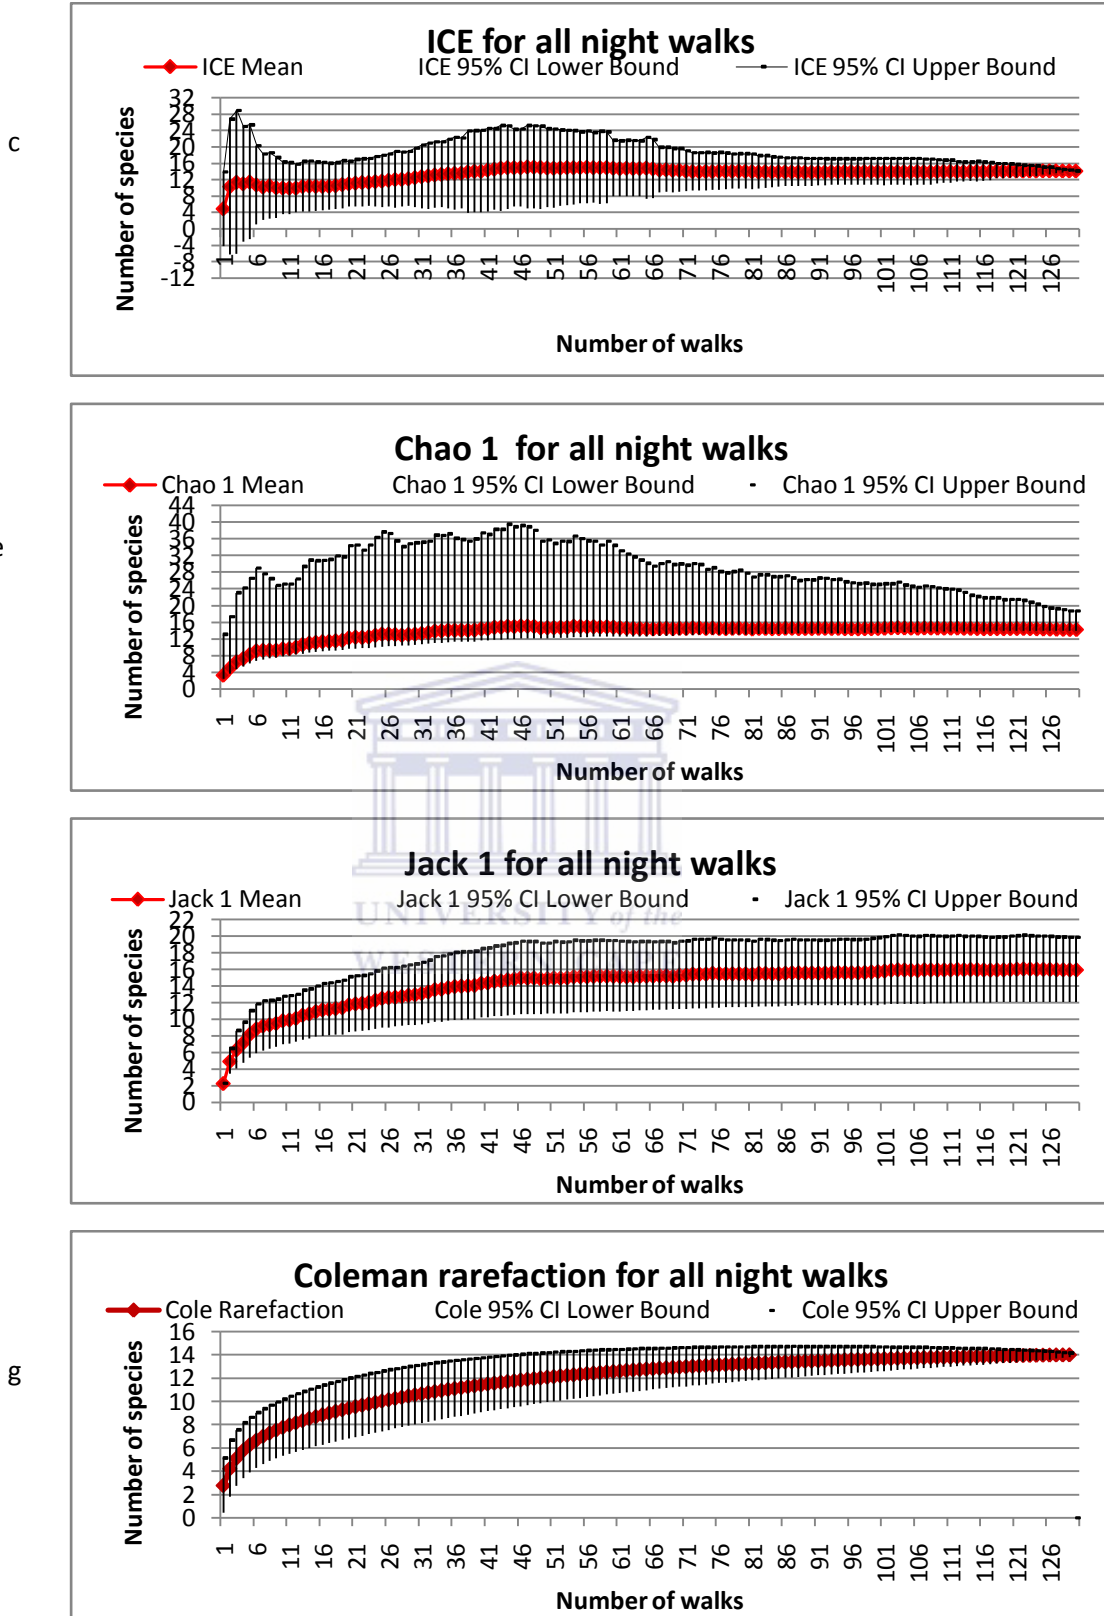 c
ICE for all night walks
ICE Mean ICE 95% CI Lower Bound ICE 95% CI Upper Bound
Number of species
32
28
24
20
16
12
8
4
0
-4
-8
-12
1 6 11 16 21 26 31 36 41 46 51 56 61 66 71 76 81 86 91 96 101 106 111 116 121 126
Number of walks
e
Chao 1 for all night walks
Chao 1 Mean Chao 1 95% CI Lower Bound Chao 1 95% CI Upper Bound
Number of species
44
40
36
32
28
24
20
16
12
8
4
0
1 6 11 16 21 26 31 36 41 46 51 56 61 66 71 76 81 86 91 96 101 106 111 116 121 126
Number of walks
Jack 1 for all night walks
Jack 1 Mean Jack 1 95% CI Lower Bound Jack 1 95% CI Upper Bound
UNIVERSITY of the
WESTERN CAPE
Number of species
22
20
18
16
14
12
10
8
6
4
2
0
1 6 11 16 21 26 31 36 41 46 51 56 61 66 71 76 81 86 91 96 101 106 111 116 121 126
Number of walks
g
Coleman rarefaction for all night walks
Cole Rarefaction Cole 95% CI Lower Bound Cole 95% CI Upper Bound
Number of species
16
14
12
10
8
6
4
2
0
1 6 11 16 21 26 31 36 41 46 51 56 61 66 71 76 81 86 91 96 101 106 111 116 121 126
Number of walks